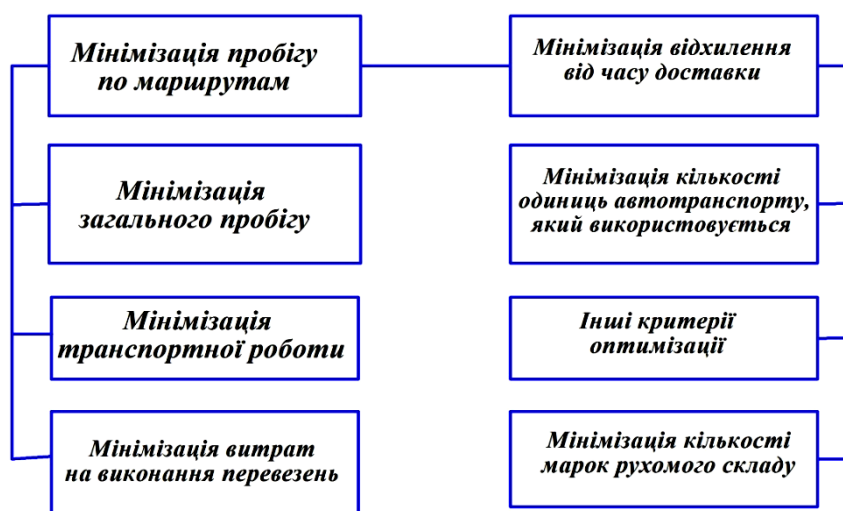 Мінімізація пробігу
по маршрутам
Мінімізація
загального пробігу
Мінімізація
транспортної роботи
Мінімізація витрат
на виконання перевезень
Мінімізація відхилення
від часу доставки
Мінімізація кількості
одиниць автотранспорту,
який використовується
Інші критерії
оптимізації
Мінімізація кількості
марок рухомого складу